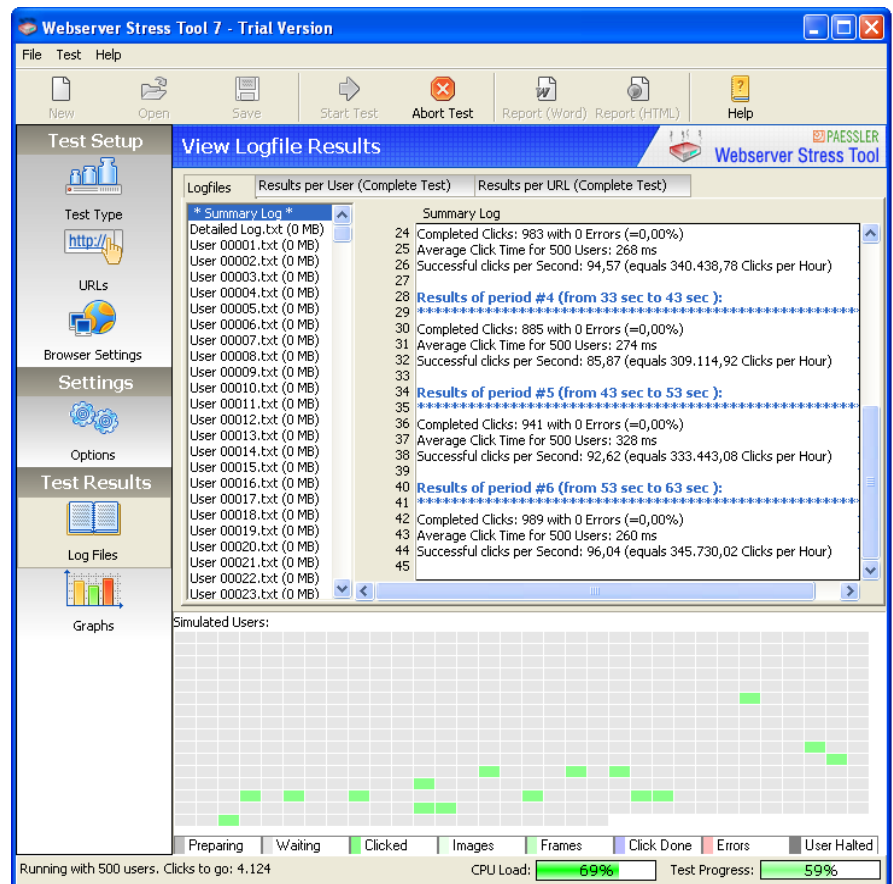 Webserver Stress Tool 7 - Trial Version
File Test Help
New Open Save Start Test Abort Test Report (Word) Report (HTML) Help
Test Setup
Test Type
http://
URLs
Browser Settings
Settings
Options
Test Results
Log Files
Graphs
View Logfile Results
PAESSLER
Webserver Stress Tool
Logfiles Results per User (Complete Test) Results per URL (Complete Test)
* Summary Log *
Detailed Log.txt (0 MB)
User 00001.txt (0 MB)
User 00002.txt (0 MB)
User 00003.txt (0 MB)
User 00004.txt (0 MB)
User 00005.txt (0 MB)
User 00006.txt (0 MB)
User 00007.txt (0 MB)
User 00008.txt (0 MB)
User 00009.txt (0 MB)
User 00010.txt (0 MB)
User 00011.txt (0 MB)
User 00012.txt (0 MB)
User 00013.txt (0 MB)
User 00014.txt (0 MB)
User 00015.txt (0 MB)
User 00016.txt (0 MB)
User 00017.txt (0 MB)
User 00018.txt (0 MB)
User 00019.txt (0 MB)
User 00020.txt (0 MB)
User 00021.txt (0 MB)
User 00022.txt (0 MB)
User 00023.txt (0 MB)
Summary Log
24 Completed Clicks: 983 with 0 Errors (=0,00%)
25 Average Click Time for 500 Users: 268 ms
26 Successful clicks per Second: 94,57 (equals 340.438,78 Clicks per Hour)
27
28 Results of period #4 (from 33 sec to 43 sec ):
29 **************************************************
30 Completed Clicks: 885 with 0 Errors (=0,00%)
31 Average Click Time for 500 Users: 274 ms
32 Successful clicks per Second: 85,87 (equals 309.114,92 Clicks per Hour)
33
34 Results of period #5 (from 43 sec to 53 sec ):
35 **************************************************
36 Completed Clicks: 941 with 0 Errors (=0,00%)
37 Average Click Time for 500 Users: 328 ms
38 Successful clicks per Second: 92,62 (equals 333.443,08 Clicks per Hour)
39
40 Results of period #6 (from 53 sec to 63 sec ):
41 **************************************************
42 Completed Clicks: 989 with 0 Errors (=0,00%)
43 Average Click Time for 500 Users: 260 ms
44 Successful clicks per Second: 96,04 (equals 345.730,02 Clicks per Hour)
45
Simulated Users:
Preparing Waiting Clicked Images Frames Click Done Errors User Halted
Running with 500 users. Clicks to go: 4.124 CPU Load: 69% Test Progress: 59%